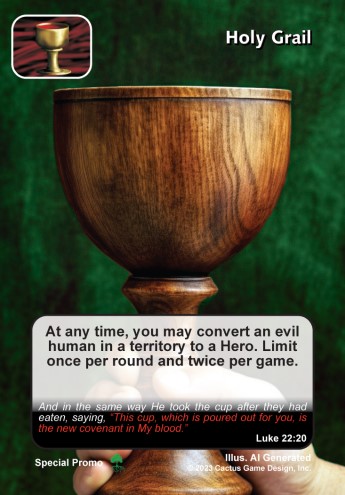 Holy Grail
At any time, you may convert an evil
human in a territory to a Hero. Limit
once per round and twice per game.
And in the same way He took the cup after they had
eaten, saying, "This cup, which is poured out for you, is
the new covenant in My blood."
Luke 22:20
Special Promo
Illus. AI Generated
© 2023 Cactus Game Design, Inc.